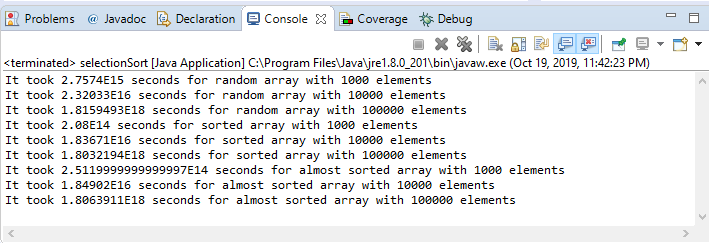 Problems @ Javadoc Declaration Console Coverage Debug
<terminated> selectionSort [Java Application] C:\Program Files\Java\jre1.8.0_201\bin\javaw.exe (Oct 19, 2019, 11:42:23 PM)
It took 2.7574E15 seconds for random array with 1000 elements
It took 2.32033E16 seconds for random array with 10000 elements
It took 1.8159493E18 seconds for random array with 100000 elements
It took 2.08E14 seconds for sorted array with 1000 elements
It took 1.83671E16 seconds for sorted array with 10000 elements
It took 1.8032194E18 seconds for sorted array with 100000 elements
It took 2.5119999999999997E14 seconds for almost sorted array with 1000 elements
It took 1.84902E16 seconds for almost sorted array with 10000 elements
It took 1.8063911E18 seconds for almost sorted array with 100000 elements